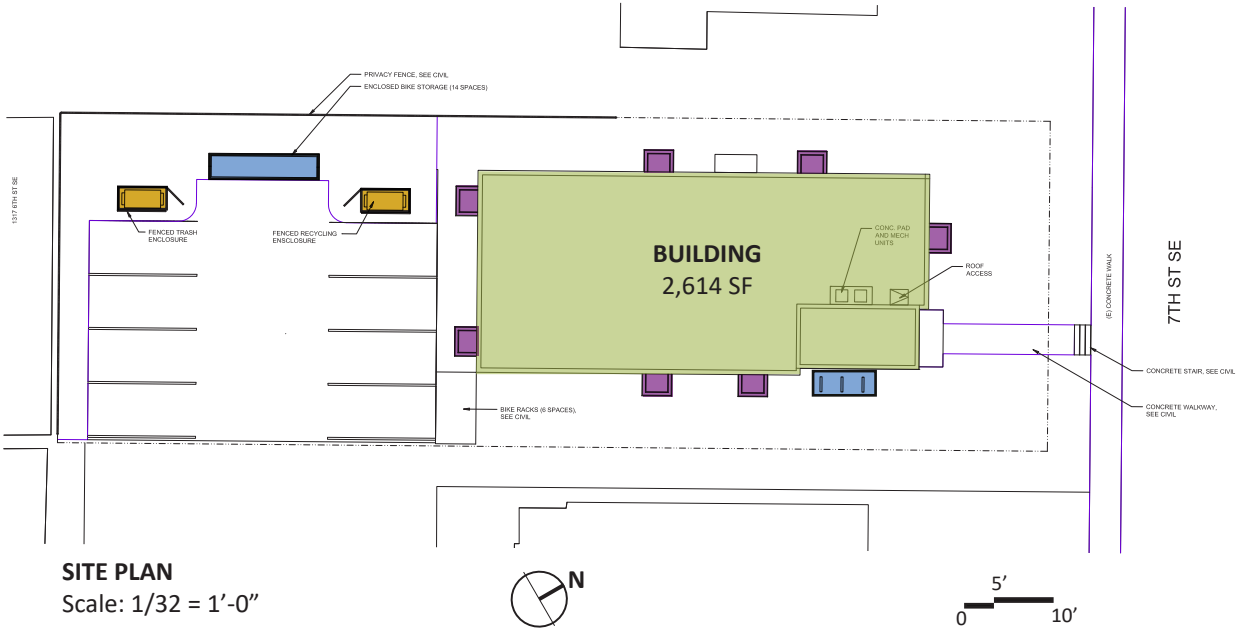 PRIVACY FENCE, SEE CIVIL
ENCLOSED BIKE STORAGE (14 SPACES)
1317 6TH ST SE
FENCED TRASH
ENCLOSURE
FENCED RECYCLING
ENSCLOSURE
BUILDING
2,614 SF
CONC. PAD
AND MECH
UNITS
ROOF
ACCESS
(E) CONCRETE WALK
7TH ST SE
CONCRETE STAIR, SEE CIVIL
CONCRETE WALKWAY,
SEE CIVIL
BIKE RACKS (6 SPACES),
SEE CIVIL
SITE PLAN
Scale: 1/32 = 1’-0”
N
5’
0
10’